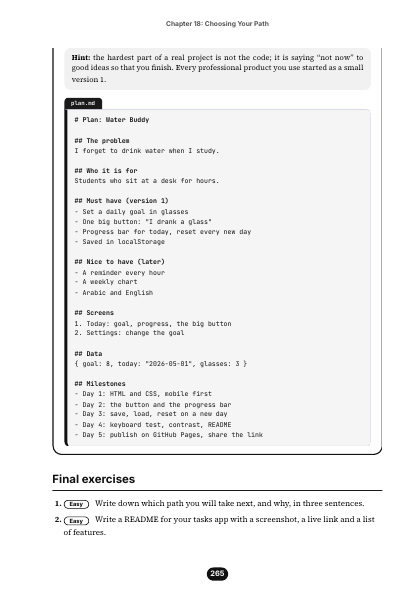 Chapter 18: Choosing Your Path
Hint: the hardest part of a real project is not the code; it is saying “not now” to
good ideas so that you finish. Every professional product you use started as a small
version 1.
plan.md
# Plan: Water Buddy
## The problem
I forget to drink water when I study.
## Who it is for
Students who sit at a desk for hours.
## Must have (version 1)
- Set a daily goal in glasses
- One big button: "I drank a glass"
- Progress bar for today, reset every new day
- Saved in localStorage
## Nice to have (later)
- A reminder every hour
- A weekly chart
- Arabic and English
## Screens
1. Today: goal, progress, the big button
2. Settings: change the goal
## Data
{ goal: 8, today: "2026-05-01", glasses: 3 }
## Milestones
- Day 1: HTML and CSS, mobile first
- Day 2: the button and the progress bar
- Day 3: save, load, reset on a new day
- Day 4: keyboard test, contrast, README
- Day 5: publish on GitHub Pages, share the link
Final exercises
1. Easy Write down which path you will take next, and why, in three sentences.
2. Easy Write a README for your tasks app with a screenshot, a live link and a list
of features.
265